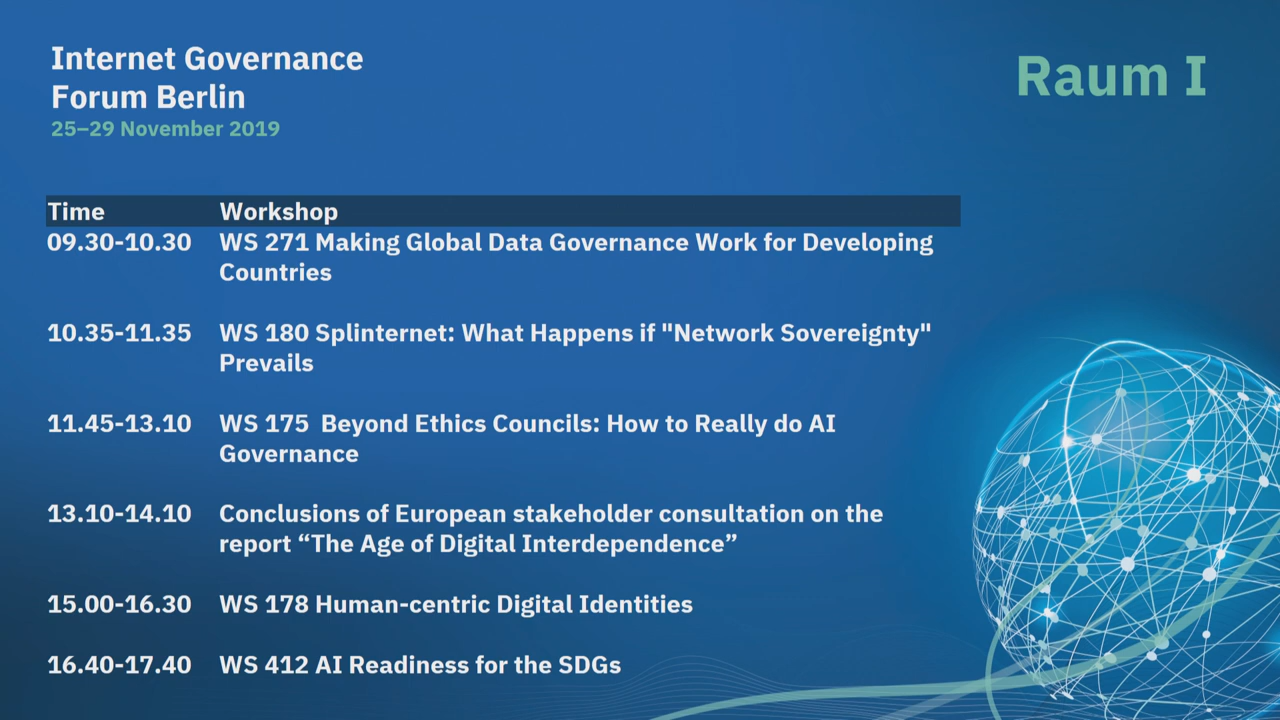 Internet Governance
Forum Berlin
25–29 November 2019
Raum I
Time Workshop
09.30-10.30 WS 271 Making Global Data Governance Work for Developing
Countries
10.35-11.35 WS 180 Splinternet: What Happens if "Network Sovereignty"
Prevails
11.45-13.10 WS 175  Beyond Ethics Councils: How to Really do AI
Governance
13.10-14.10 Conclusions of European stakeholder consultation on the
report “The Age of Digital Interdependence”
15.00-16.30 WS 178 Human-centric Digital Identities
16.40-17.40 WS 412 AI Readiness for the SDGs